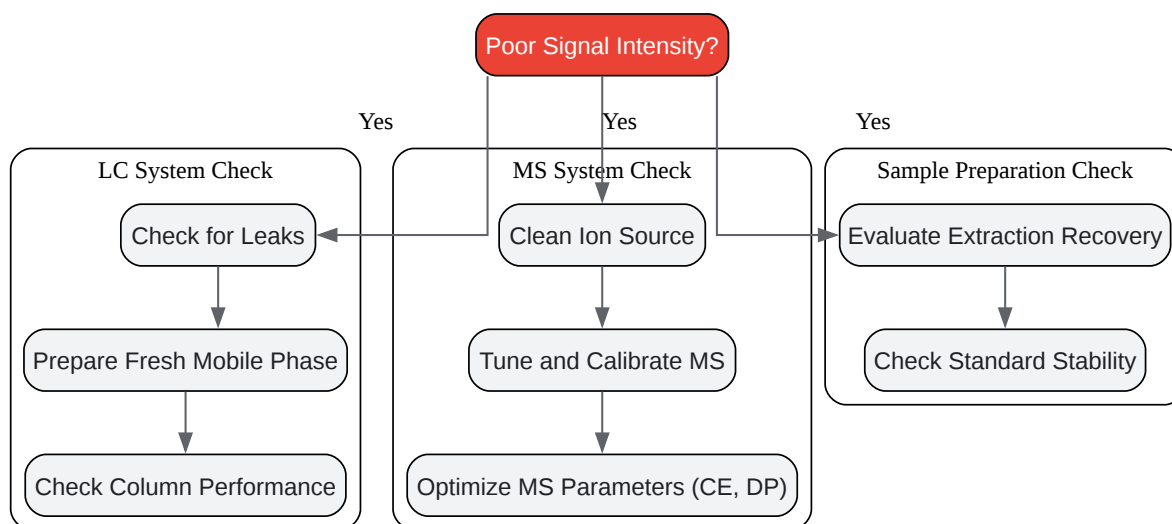 Poor Signal Intensity?
Yes
Yes
Yes
LC System Check
MS System Check
Sample Preparation Check
Check for Leaks
Clean Ion Source
Evaluate Extraction Recovery
Prepare Fresh Mobile Phase
Tune and Calibrate MS
Check Standard Stability
Check Column Performance
Optimize MS Parameters (CE, DP)